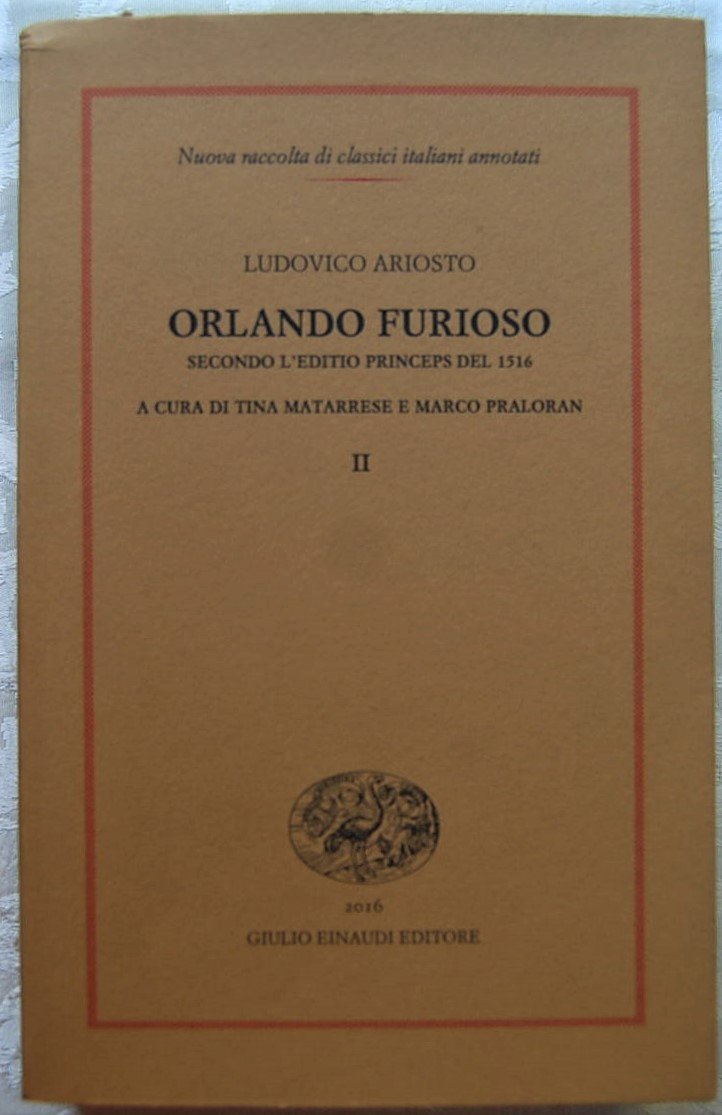 Nuova raccolta di classici italiani annotati
LUDOVICO ARIOSTO
ORLANDO FURIOSO
SECONDO L'EDITIO PRINCEPS DEL 1516
A CURA DI TINA MATARRESE E MARCO PRALORAN
II
2016
GIULIO EINAUDI EDITORE